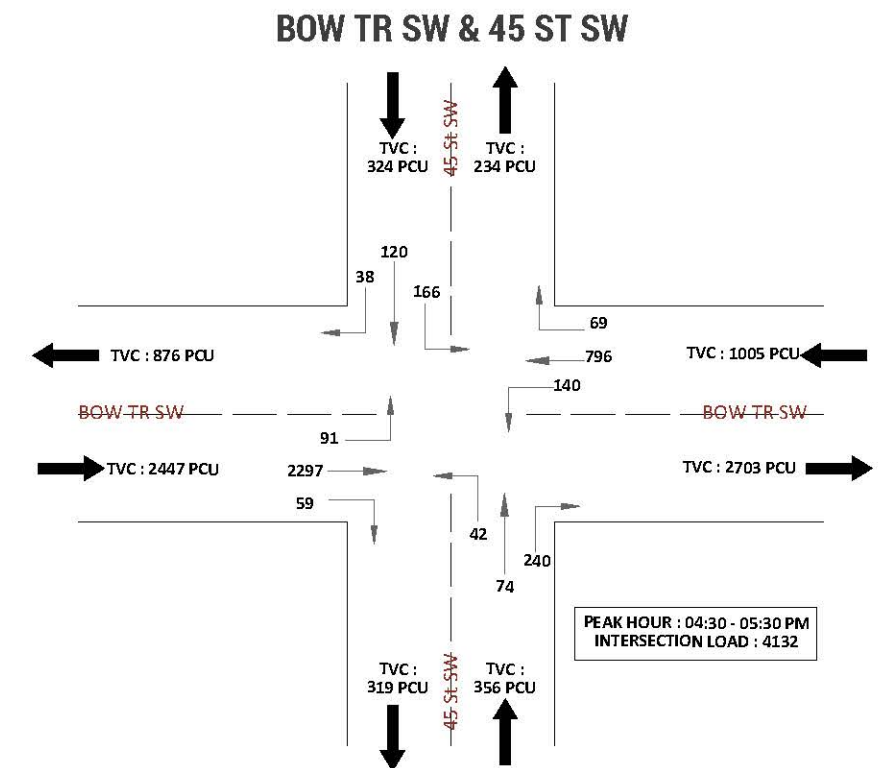 BOW TR SW & 45 ST SW
TVC :
324 PCU
45 St SW
TVC :
234 PCU
120
38
166
69
TVC : 876 PCU
796
TVC : 1005 PCU
140
BOW TR SW
BOW TR SW
91
TVC : 2447 PCU
2297
TVC : 2703 PCU
59
42
240
74
PEAK HOUR : 04:30 - 05:30 PM
INTERSECTION LOAD : 4132
TVC :
319 PCU
45 St SW
TVC :
356 PCU